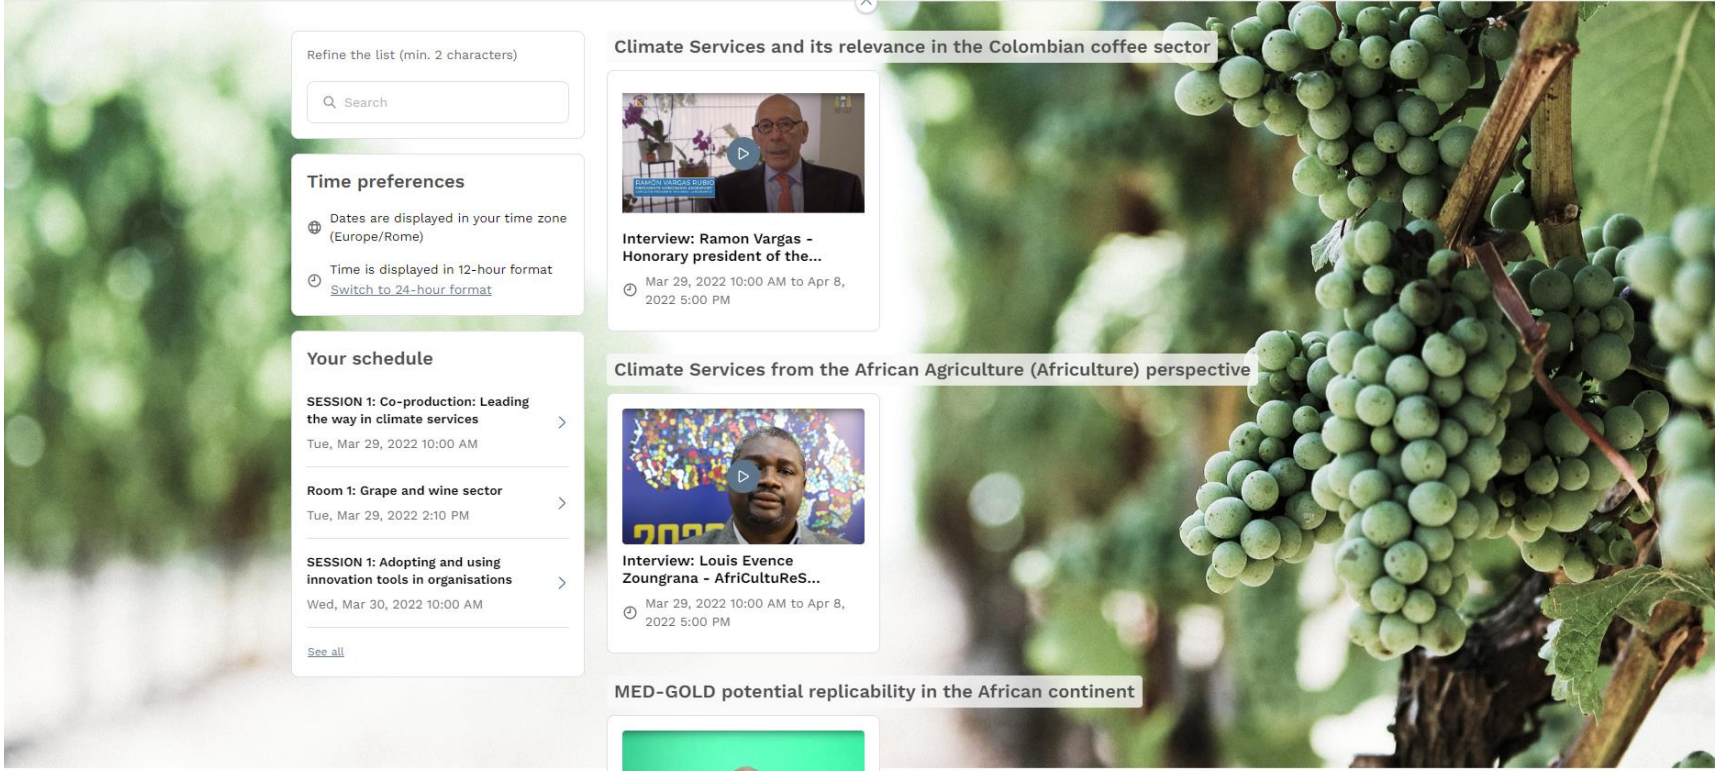 Refine the list (min. 2 characters)
Search
Time preferences
Dates are displayed in your time zone
(Europe/Rome)
Time is displayed in 12-hour format
Switch to 24-hour format
Your schedule
SESSION 1: Co-production: Leading
the way in climate services
Tue, Mar 29, 2022 10:00 AM
Room 1: Grape and wine sector
Tue, Mar 29, 2022 2:10 PM
SESSION 1: Adopting and using
innovation tools in organisations
Wed, Mar 30, 2022 10:00 AM
See all
Climate Services and its relevance in the Colombian coffee sector
RAMÓN VARGAS RUBIO
Interview: Ramon Vargas -
Honorary president of the...
Mar 29, 2022 10:00 AM to Apr 8,
2022 5:00 PM
Climate Services from the African Agriculture (Africulture) perspective
Interview: Louis Evence
Zoungrana - AfriCultuReS...
Mar 29, 2022 10:00 AM to Apr 8,
2022 5:00 PM
MED-GOLD potential replicability in the African continent